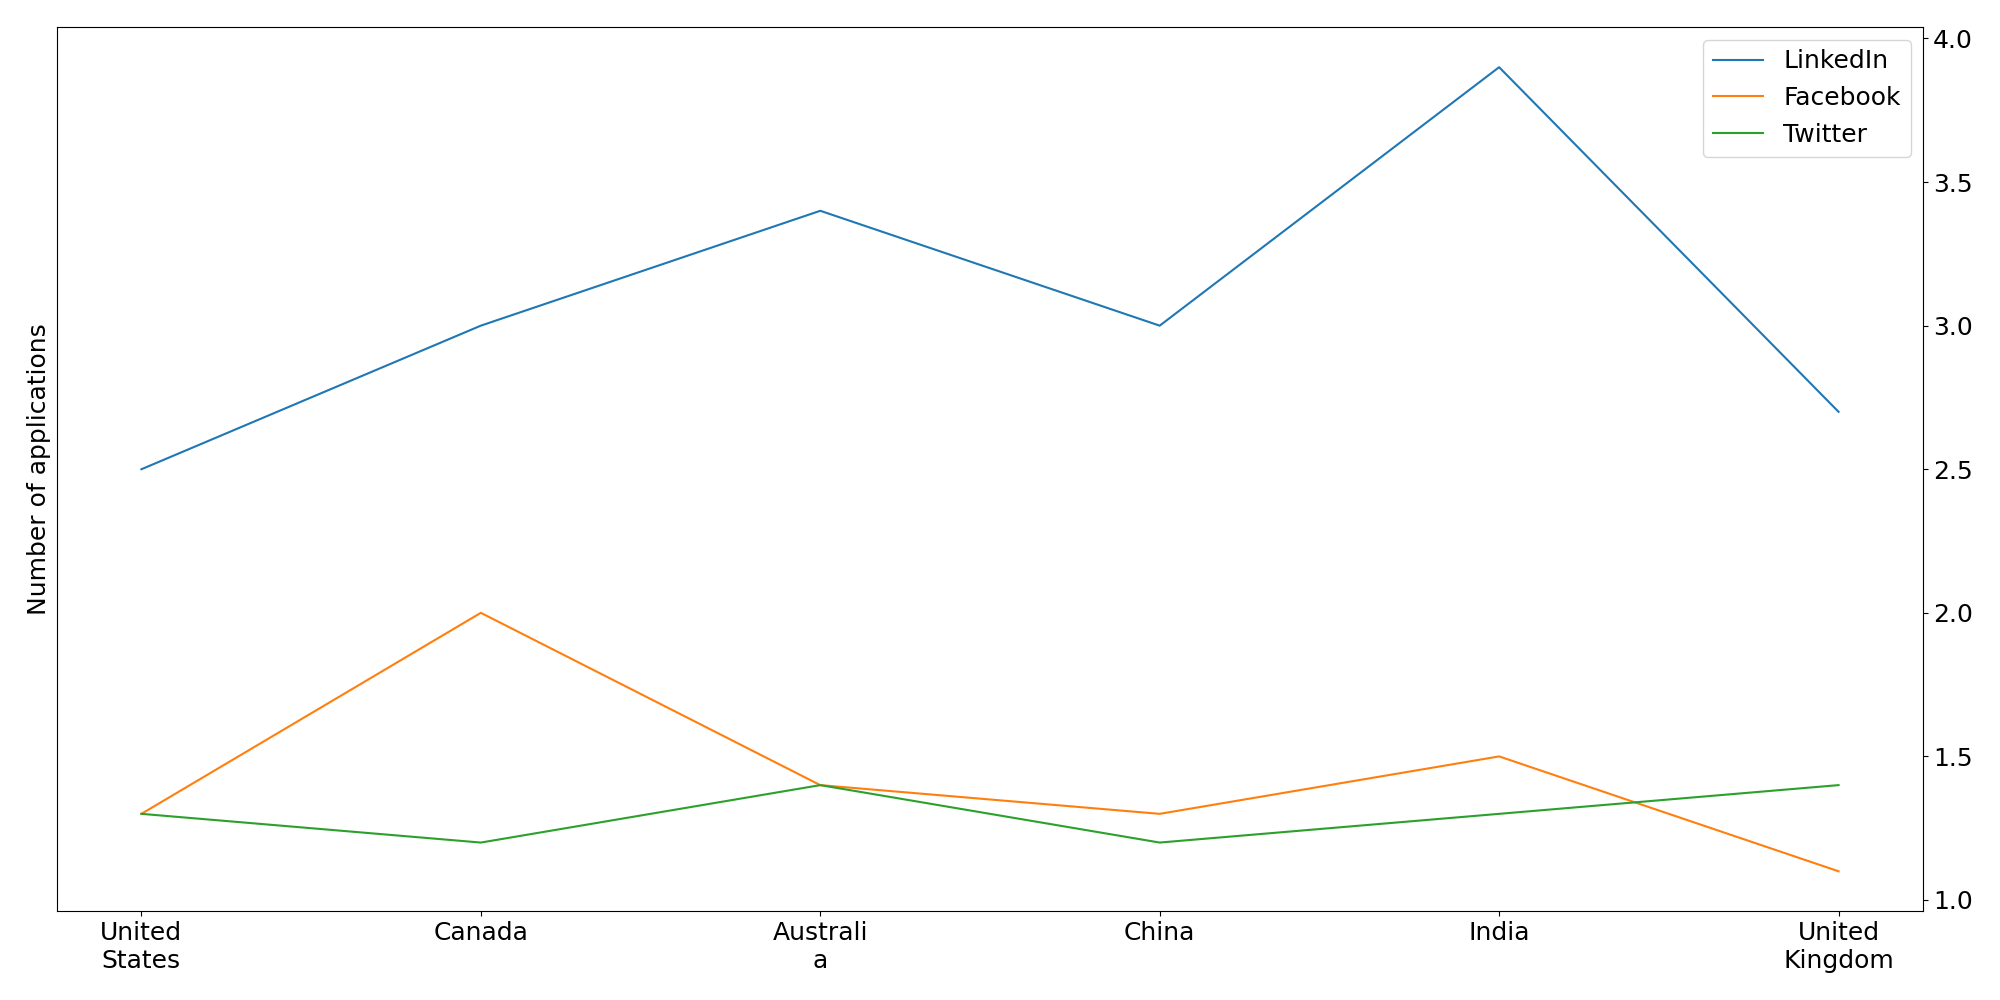 Number of applications
LinkedIn
Facebook
Twitter
4.0
3.5
3.0
2.5
2.0
1.5
1.0
United
States
Canada
Australi
a
China
India
United
Kingdom